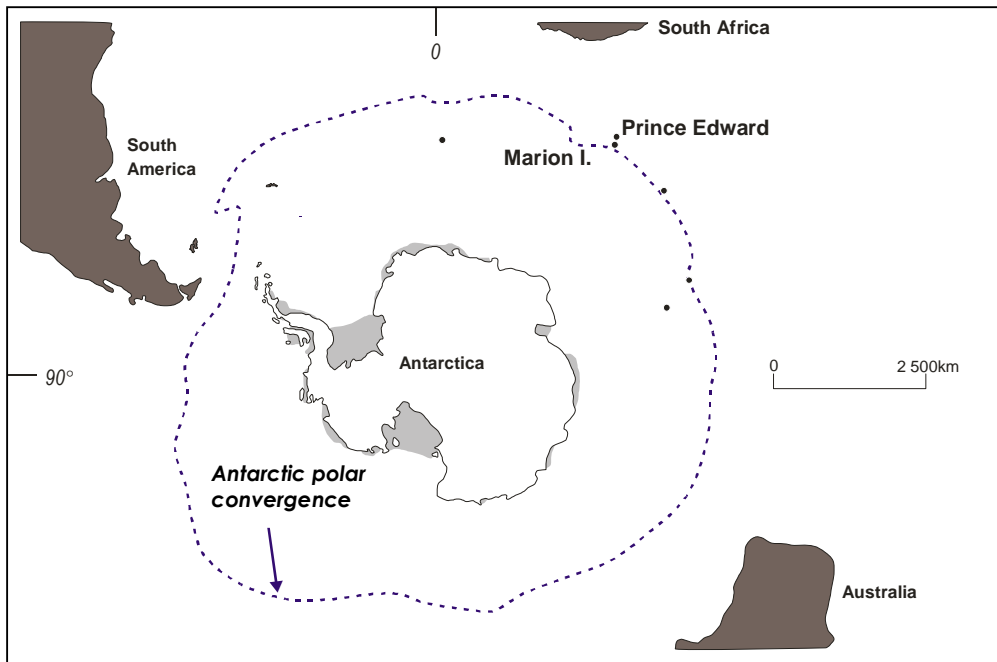 0
South Africa
Prince Edward
Marion I.
South
America
Antarctica
90°
0
2 500km
Antarctic polar
convergence
Australia